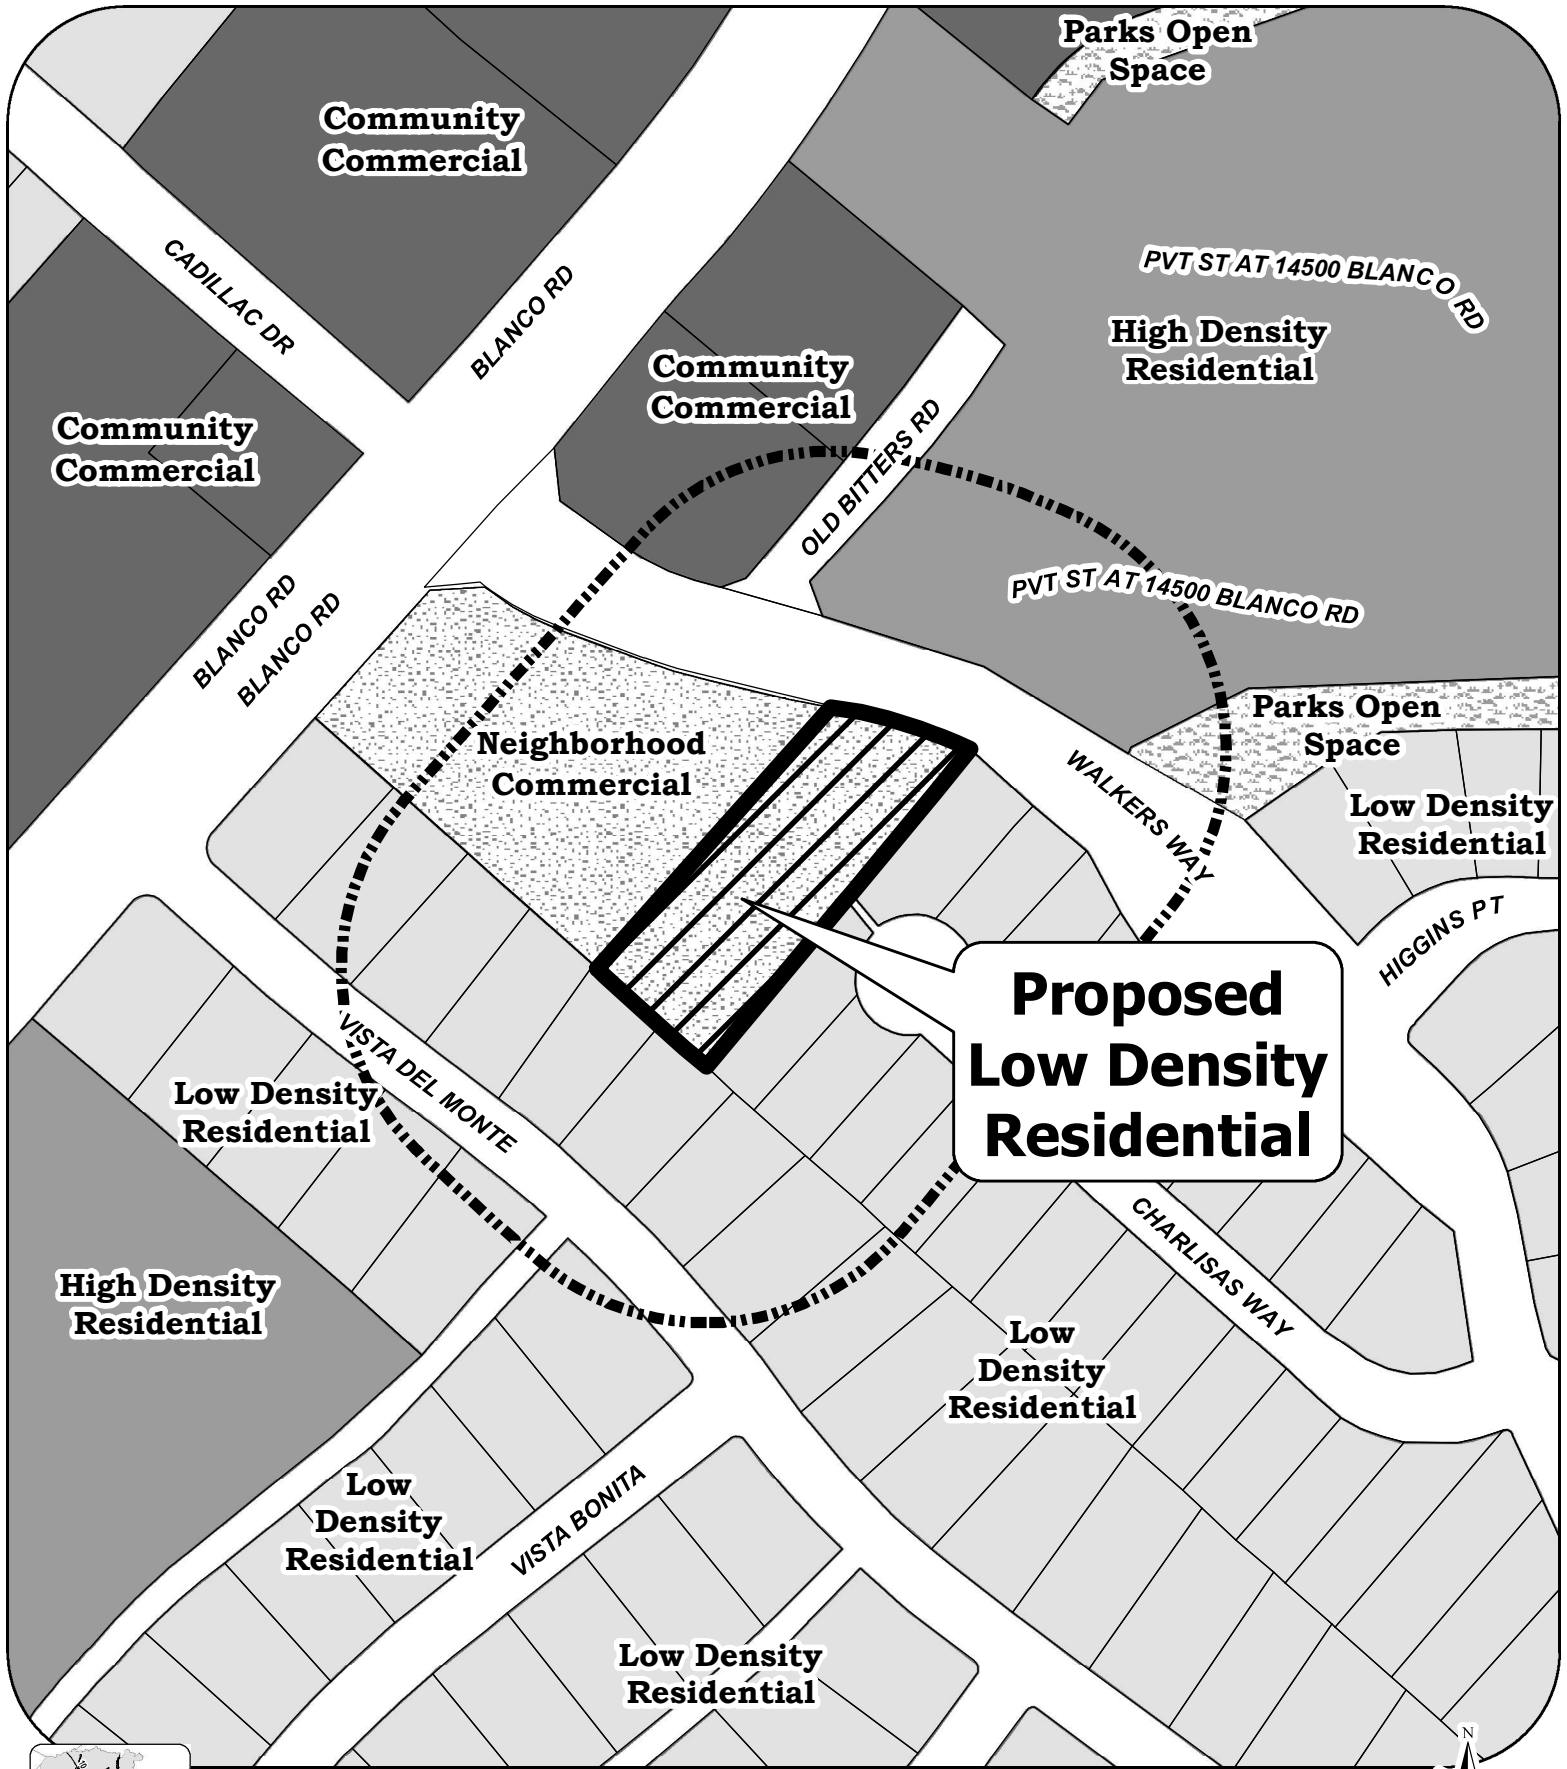 Parks Open
Space
Community
Commercial
CADILLAC DR
BLANCO RD
PVT ST AT 14500 BLANCO RD
High Density
Residential
Community
Commercial
Community
Commercial
OLD BITTERS RD
PVT ST AT 14500 BLANCO RD
BLANCO RD
BLANCO RD
Parks Open
Space
Neighborhood
Commercial
WALKERS WAY
Low Density
Residential
HIGGINS PT
Proposed
Low Density
Residential
VISTA DEL MONTE
Low Density
Residential
CHARLISAS WAY
High Density
Residential
Low
Density
Residential
Low
Density
Residential
VISTA BONITA
Low Density
Residential
N